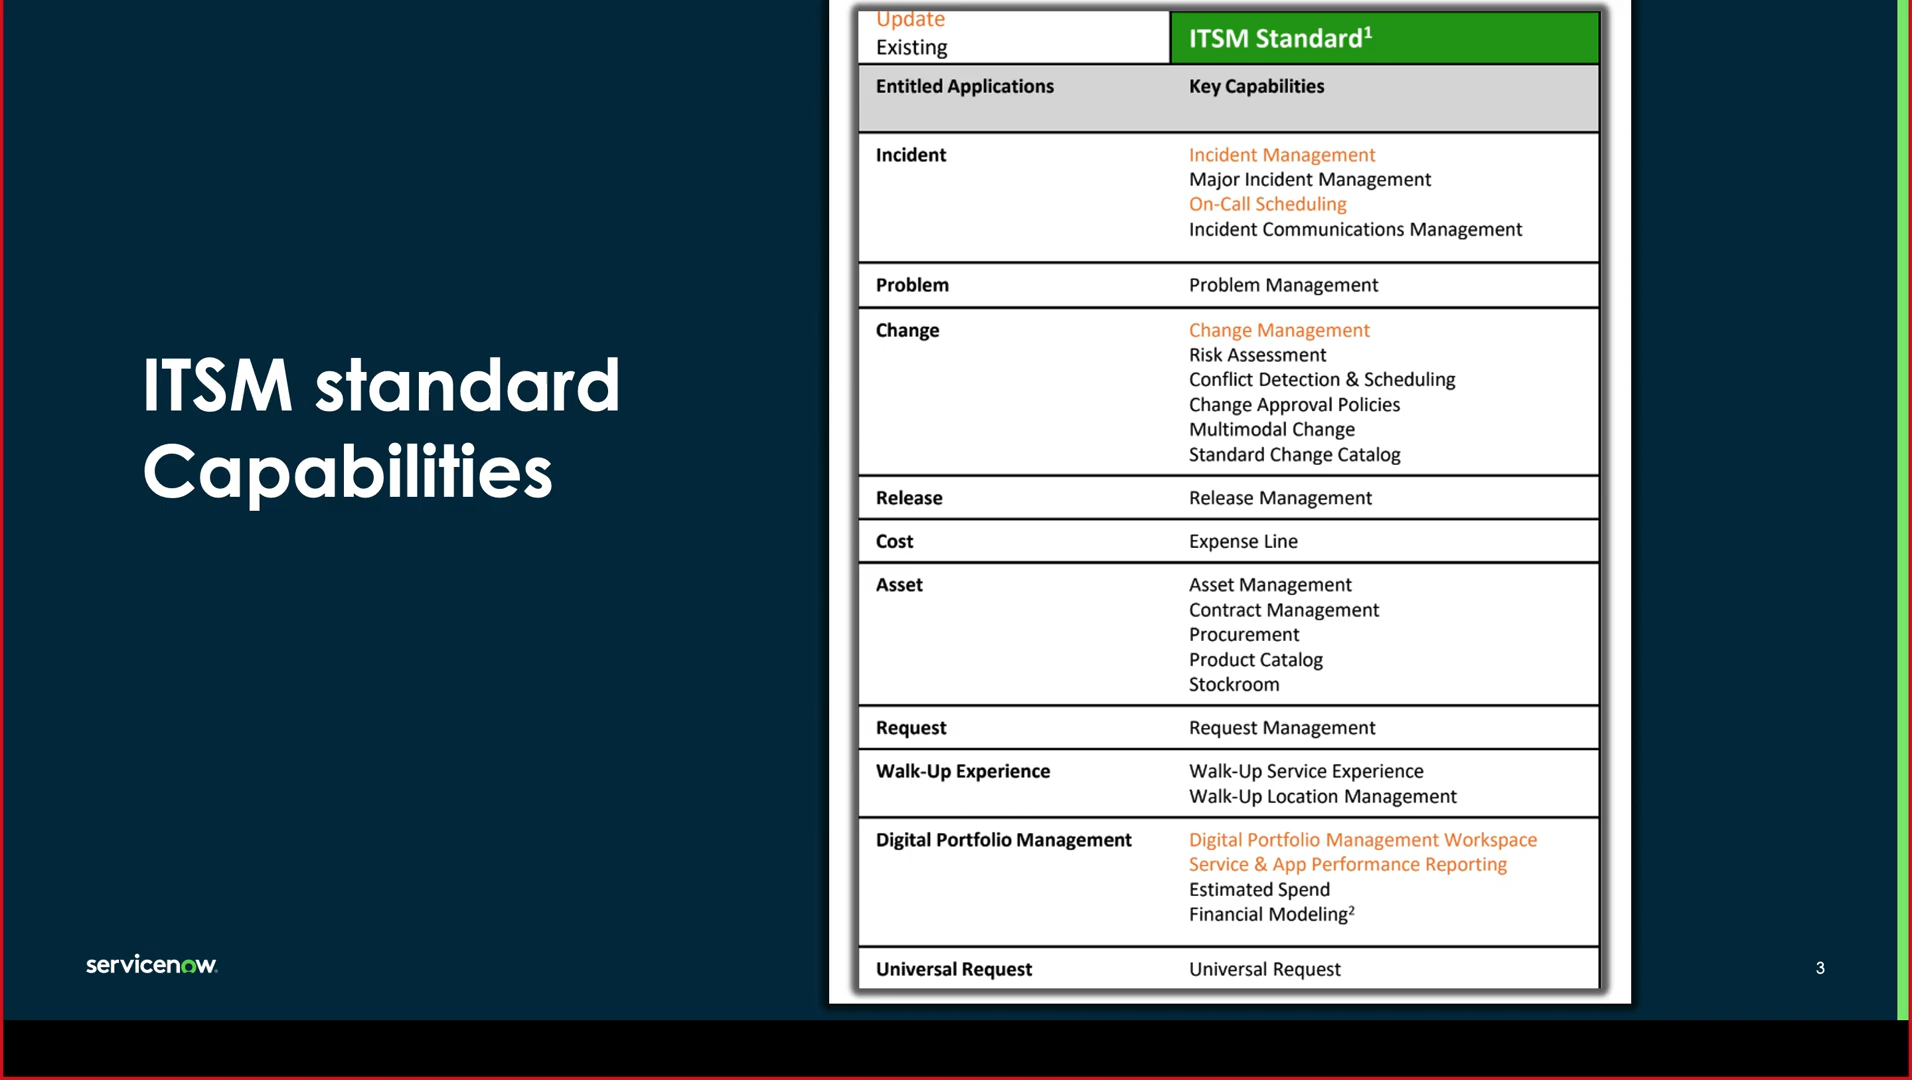 ITSM standard
Capabilities
servicenow
Update
Existing
ITSM Standard¹
Entitled Applications
Key Capabilities
Incident
Incident Management
Major Incident Management
On-Call Scheduling
Incident Communications Management
Problem
Problem Management
Change
Change Management
Risk Assessment
Conflict Detection & Scheduling
Change Approval Policies
Multimodal Change
Standard Change Catalog
Release
Release Management
Cost
Expense Line
Asset
Asset Management
Contract Management
Procurement
Product Catalog
Stockroom
Request
Request Management
Walk-Up Experience
Walk-Up Service Experience
Walk-Up Location Management
Digital Portfolio Management
Digital Portfolio Management Workspace
Service & App Performance Reporting
Estimated Spend
Financial Modeling²
Universal Request
Universal Request
3